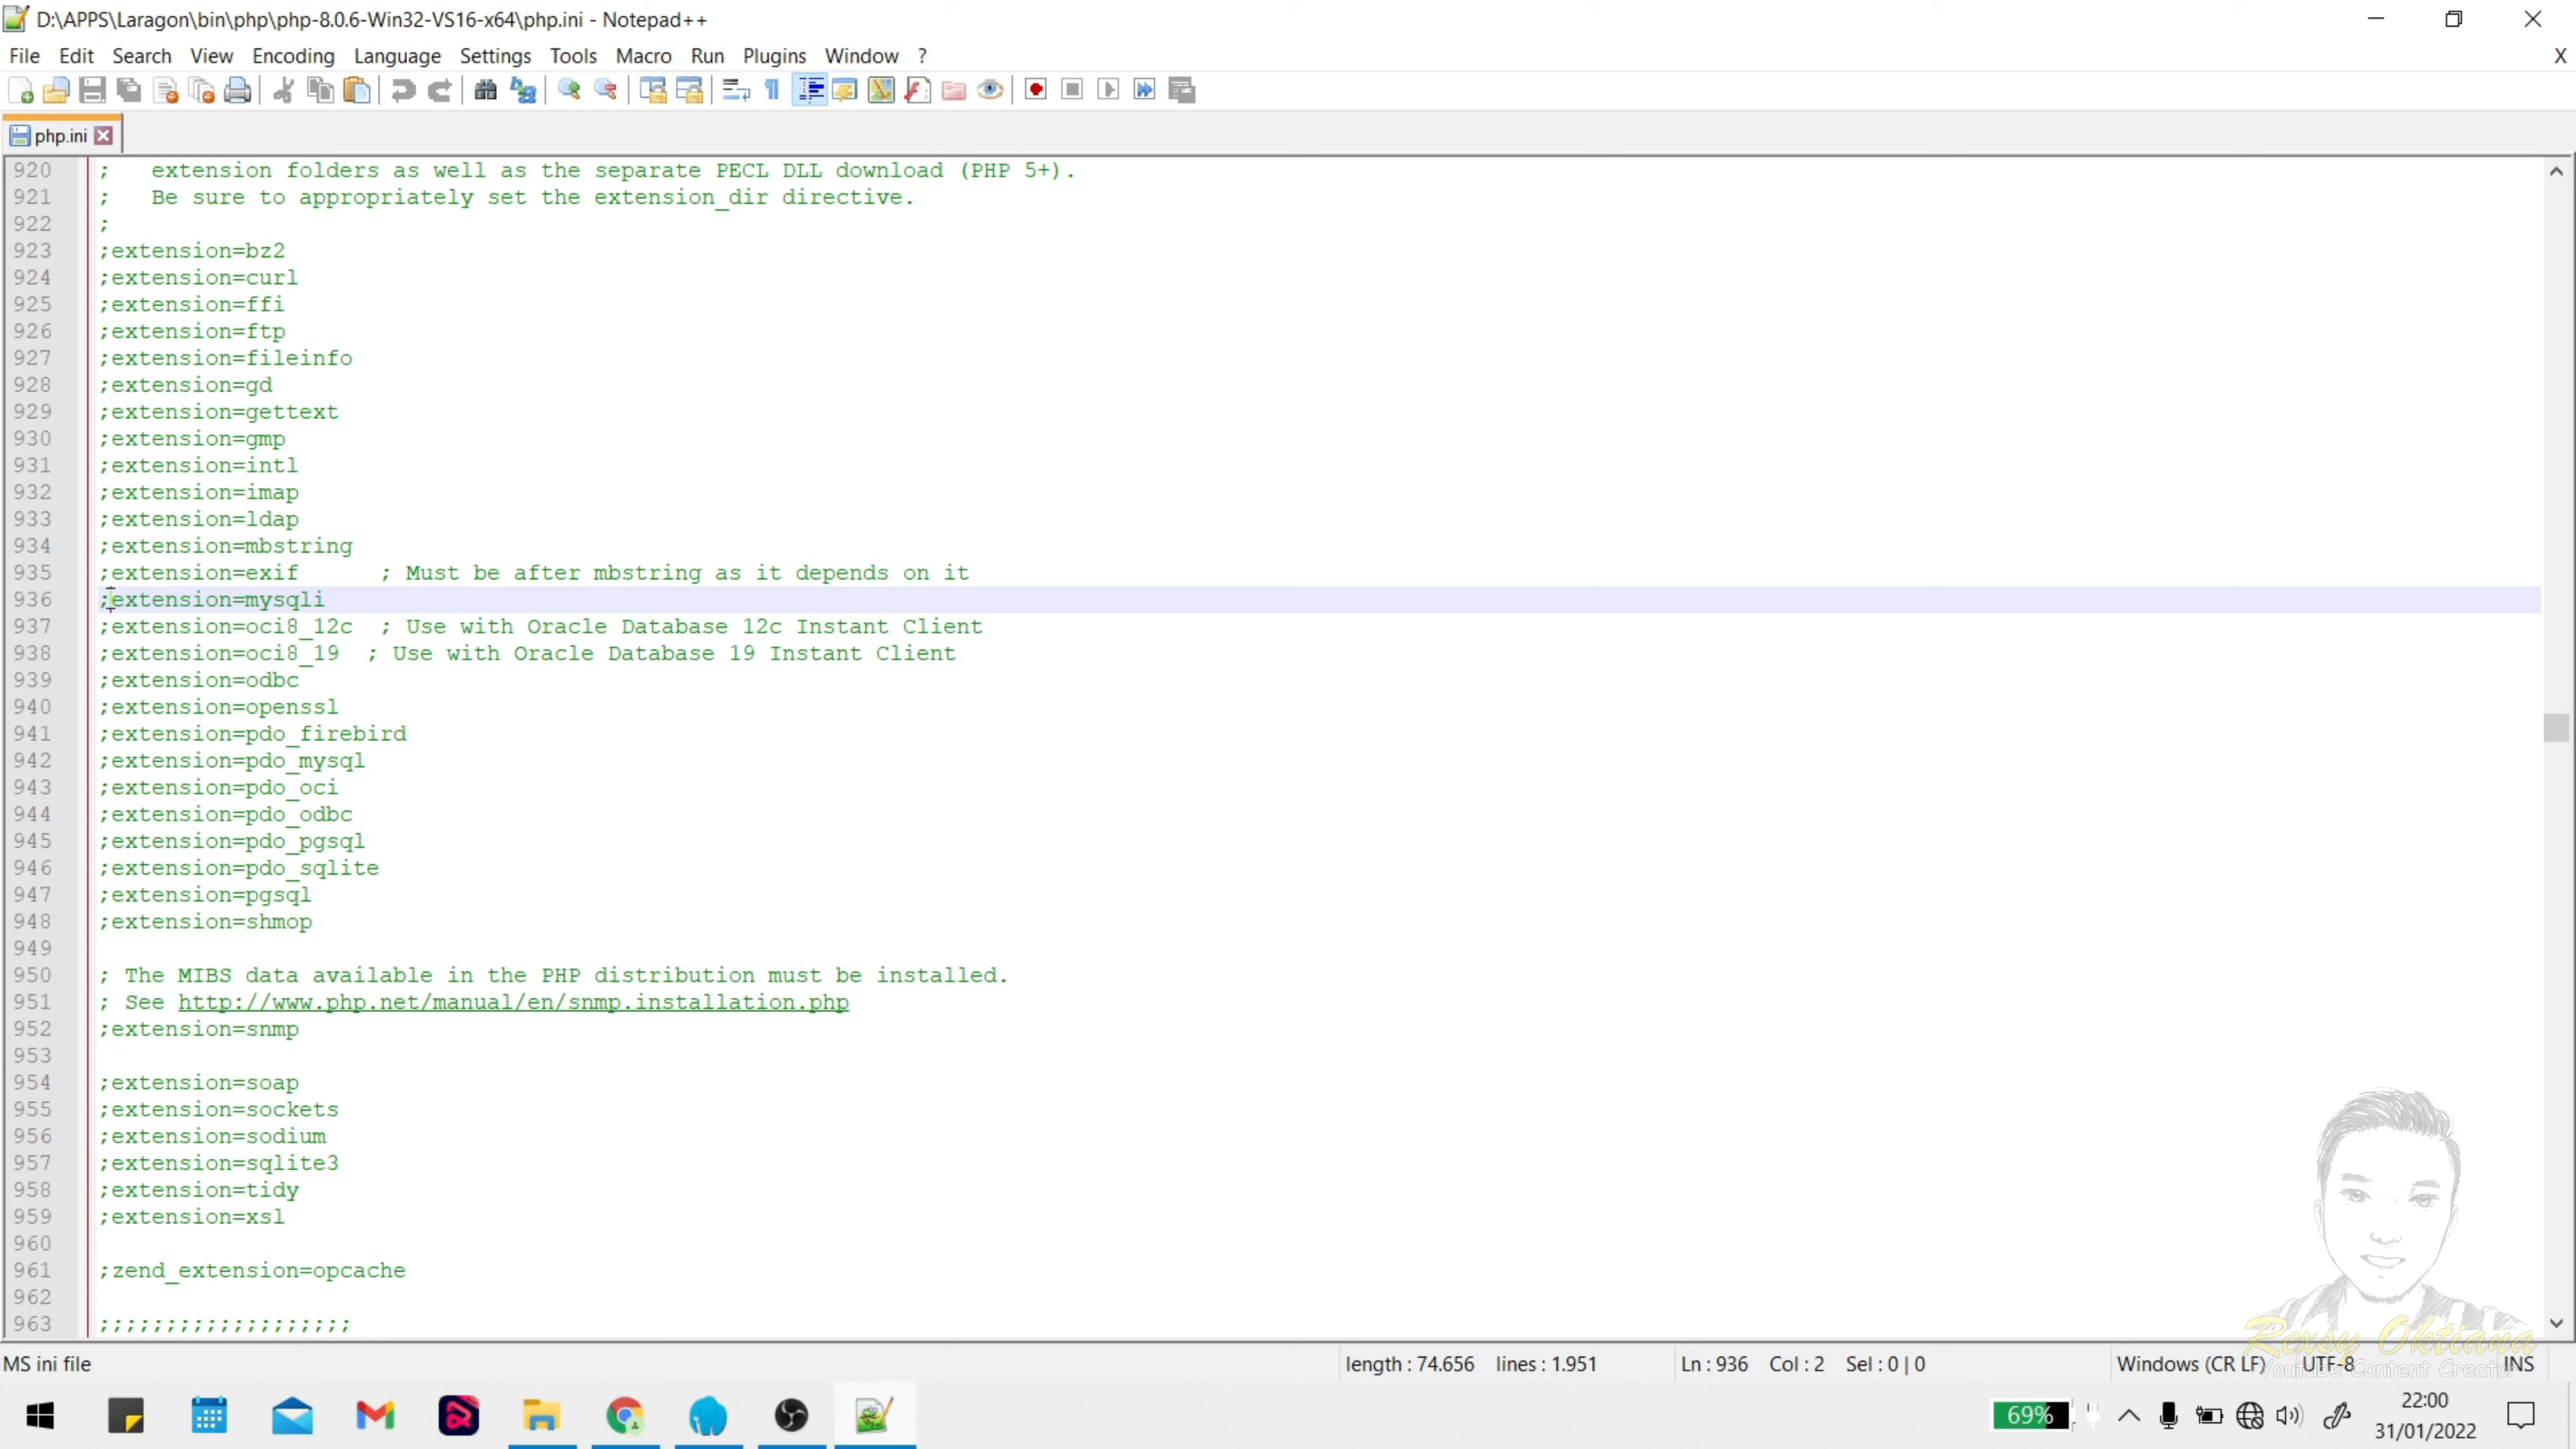 D:\APPS\Laragon\bin\php\php-8.0.6-Win32-VS16-x64\php.ini - Notepad++
File Edit Search View Encoding Language Settings Tools Macro Run Plugins Window ? X
php.ini
920 ;   extension folders as well as the separate PECL DLL download (PHP 5+).
921 ;   Be sure to appropriately set the extension_dir directive.
922 ;
923 ;extension=bz2
924 ;extension=curl
925 ;extension=ffi
926 ;extension=ftp
927 ;extension=fileinfo
928 ;extension=gd
929 ;extension=gettext
930 ;extension=gmp
931 ;extension=intl
932 ;extension=imap
933 ;extension=ldap
934 ;extension=mbstring
935 ;extension=exif      ; Must be after mbstring as it depends on it
936 ;extension=mysqli
937 ;extension=oci8_12c  ; Use with Oracle Database 12c Instant Client
938 ;extension=oci8_19  ; Use with Oracle Database 19 Instant Client
939 ;extension=odbc
940 ;extension=openssl
941 ;extension=pdo_firebird
942 ;extension=pdo_mysql
943 ;extension=pdo_oci
944 ;extension=pdo_odbc
945 ;extension=pdo_pgsql
946 ;extension=pdo_sqlite
947 ;extension=pgsql
948 ;extension=shmop
949
950 ; The MIBS data available in the PHP distribution must be installed.
951 ; See http://www.php.net/manual/en/snmp.installation.php
952 ;extension=snmp
953
954 ;extension=soap
955 ;extension=sockets
956 ;extension=sodium
957 ;extension=sqlite3
958 ;extension=tidy
959 ;extension=xsl
960
961 ;zend_extension=opcache
962
963 ;;;;;;;;;;;;;;;;;;;
Rexsy Oktiana
YouTube Content Creator
MS ini file length : 74.656 lines : 1.951 Ln : 936 Col : 2 Sel : 0 | 0 Windows (CR LF) UTF-8 INS
69% 22:00
31/01/2022